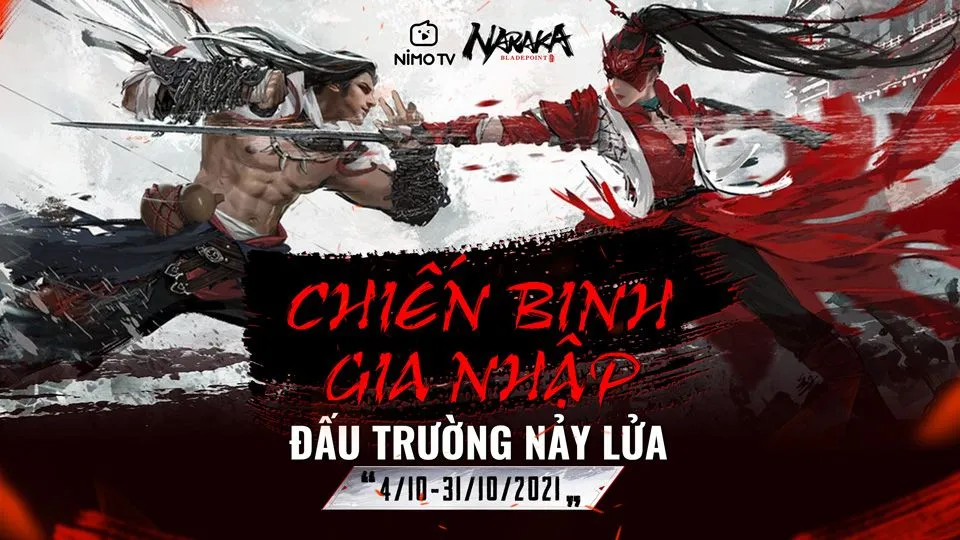 NIMO TV
NARAKA
BLADEPOINT
CHIẾN BINH
GIA NHẬP
ĐẤU TRƯỜNG NẢY LỬA
“ 4/10-31/10/2021 „